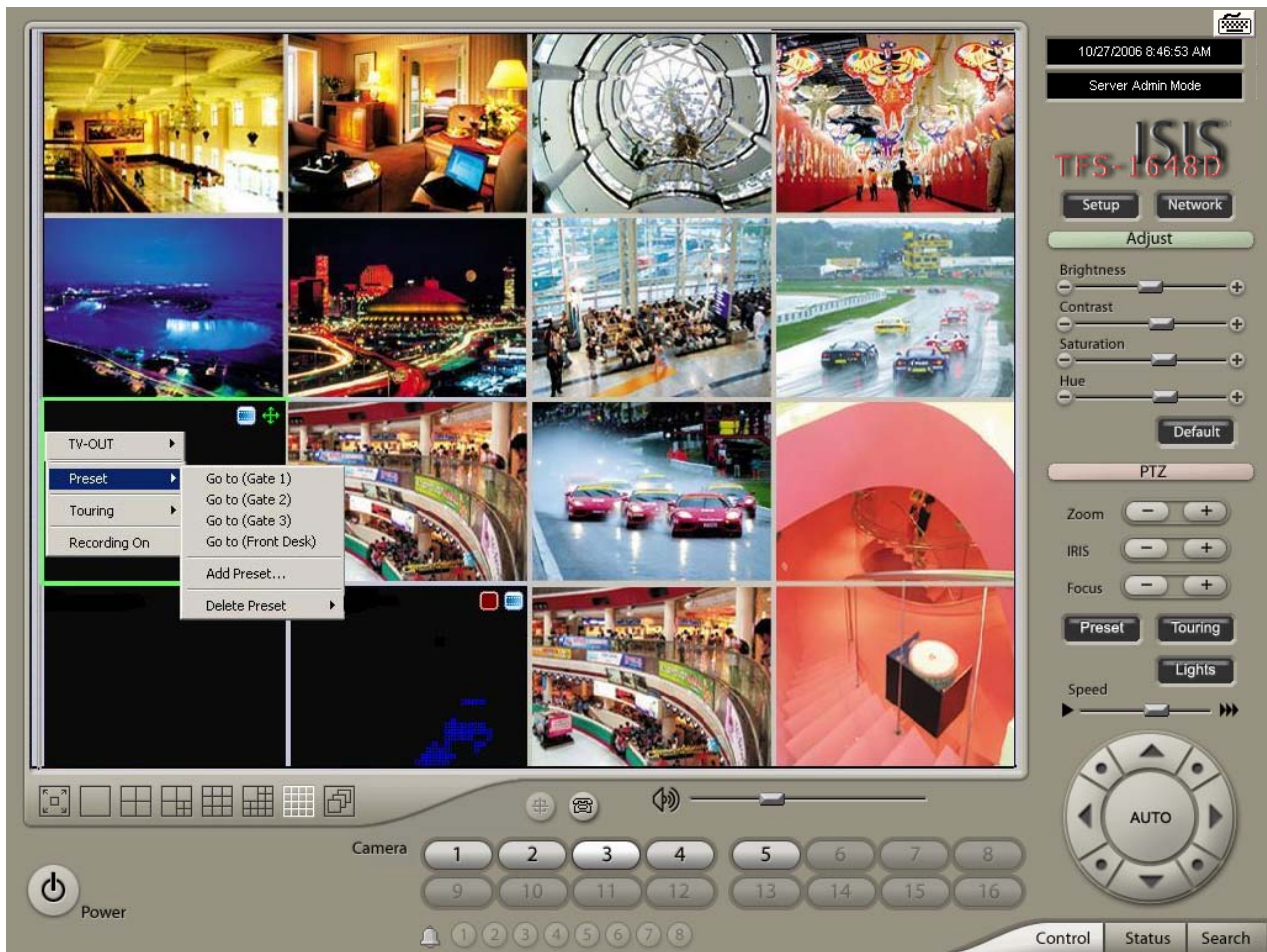 10/27/2006 8:46:53 AM
Server Admin Mode
ISIS
TFS-1648D
Setup Network
Adjust
Brightness
Contrast
Saturation
Hue
Default
PTZ
Zoom
IRIS
Focus
Preset Touring
Lights
Speed
AUTO
TV-OUT
Preset
Touring
Recording On
Go to (Gate 1)
Go to (Gate 2)
Go to (Gate 3)
Go to (Front Desk)
Add Preset...
Delete Preset
Camera 1 2 3 4 5 6 7 8
9 10 11 12 13 14 15 16
1 2 3 4 5 6 7 8
Power
Control Status Search